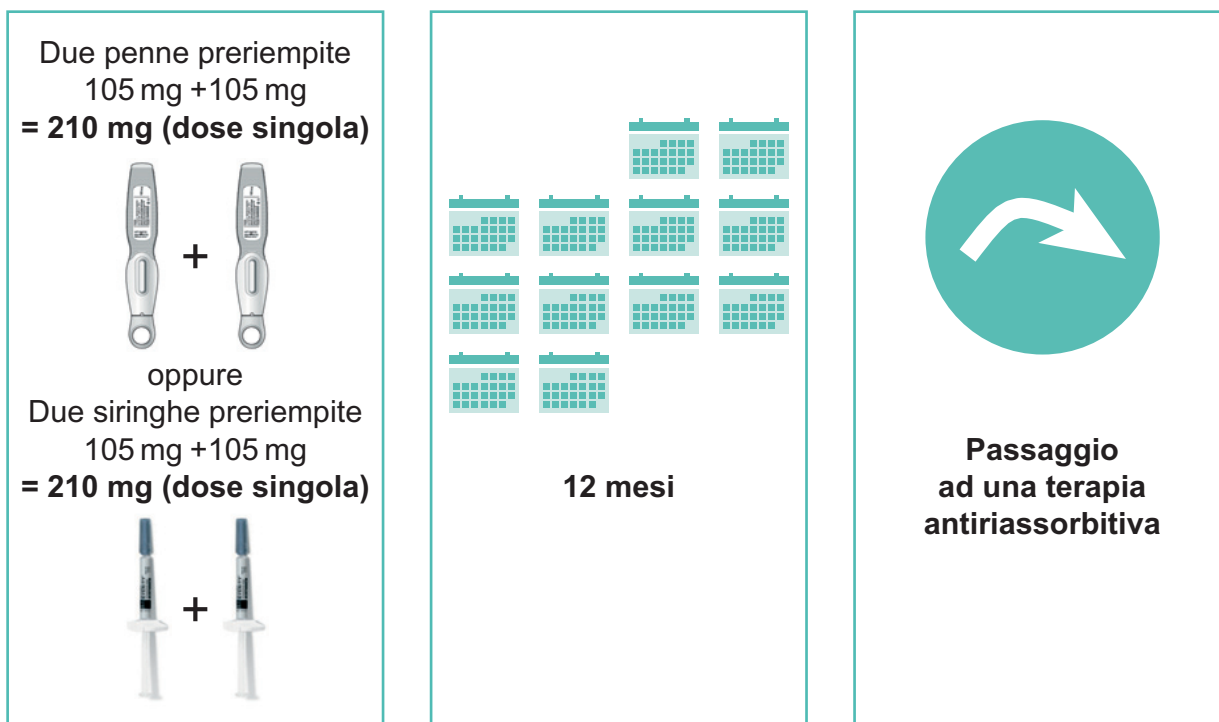 Due penne preriempite
105 mg +105 mg
= 210 mg (dose singola)
+
oppure
Due siringhe preriempite
105 mg +105 mg
= 210 mg (dose singola)
+
12 mesi
Passaggio
ad una terapia
antiriassorbitiva